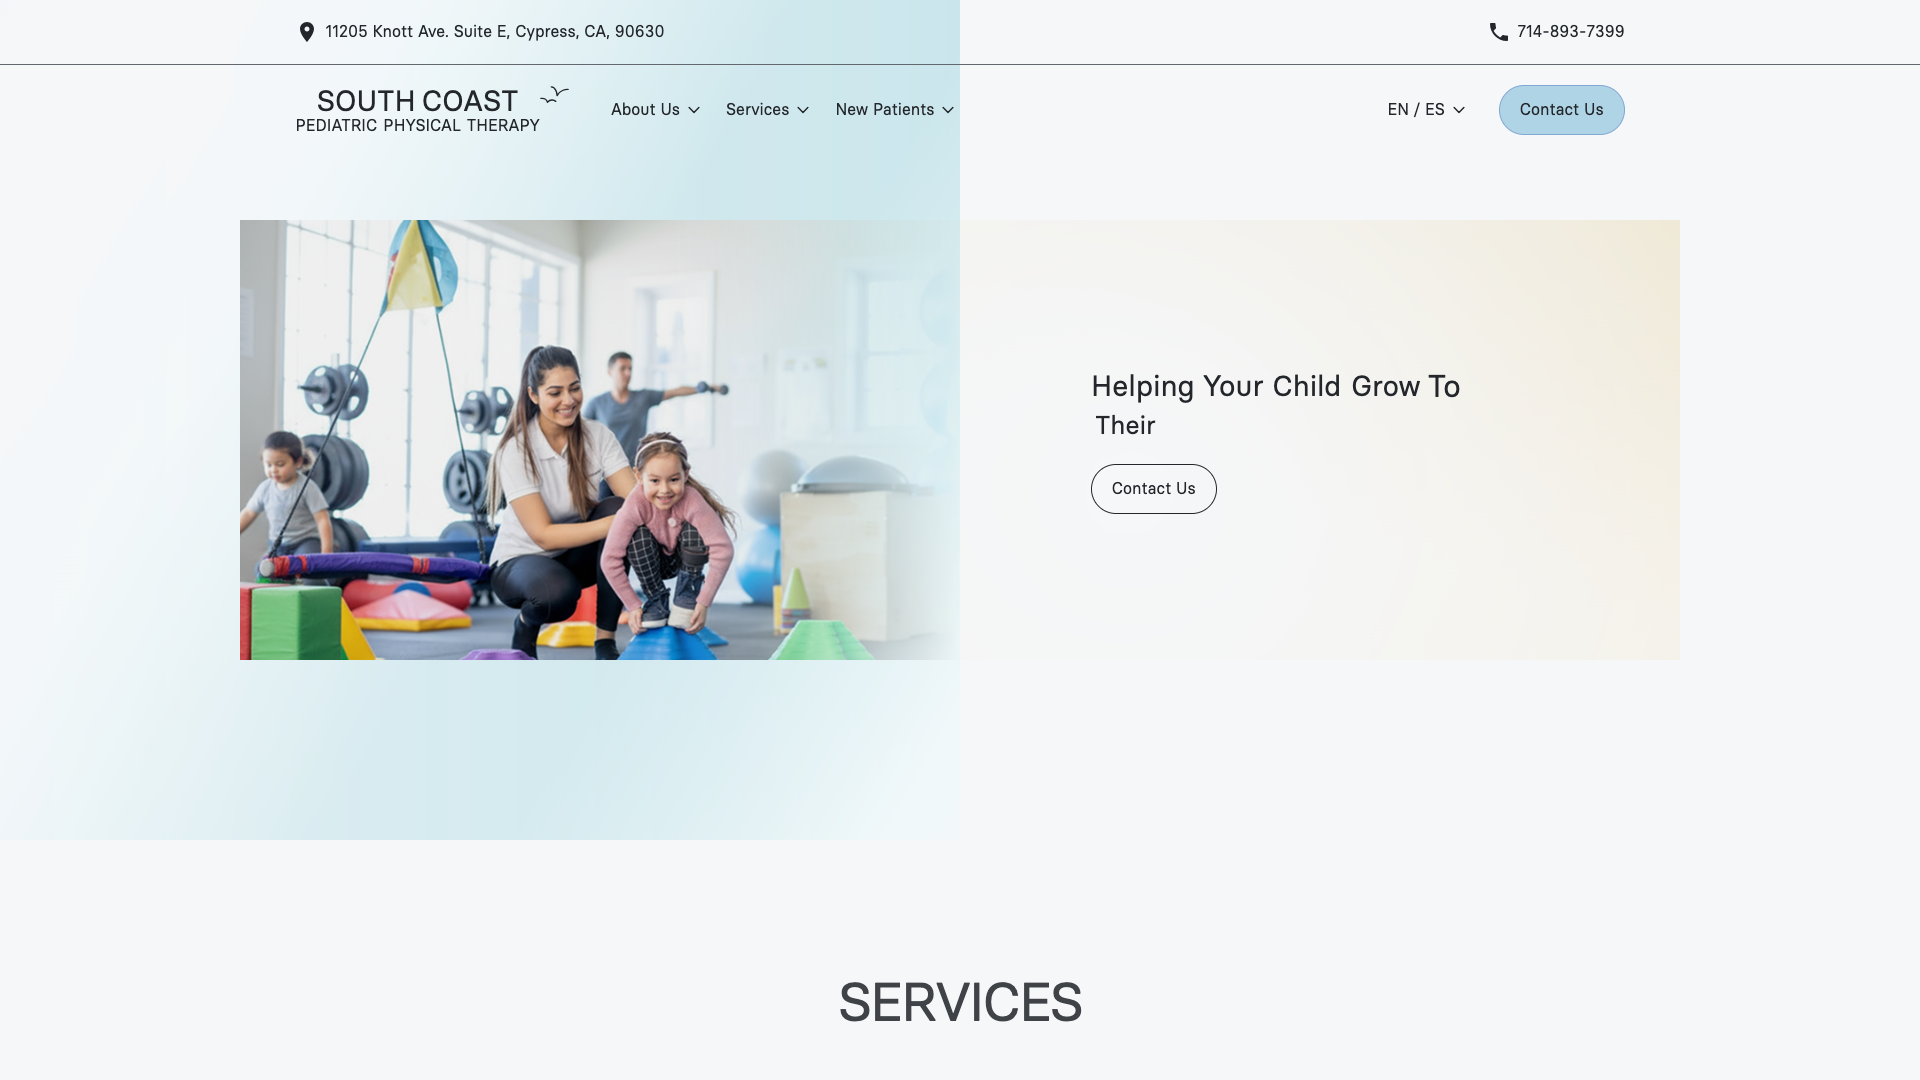 11205 Knott Ave. Suite E, Cypress, CA, 90630
714-893-7399
SOUTH COAST
PEDIATRIC PHYSICAL THERAPY
About Us
Services
New Patients
EN / ES
Contact Us
Helping Your Child Grow To
Their
Contact Us
SERVICES